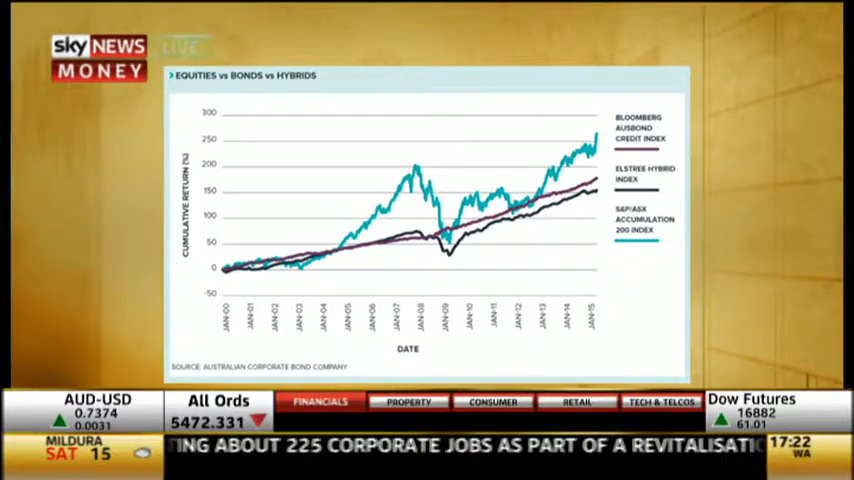 sky NEWS LIVE
MONEY
EQUITIES vs BONDS vs HYBRIDS
300
250
200
150
100
50
0
-50
CUMULATIVE RETURN (%)
JAN-00 JAN-01 JAN-02 JAN-03 JAN-04 JAN-05 JAN-06 JAN-07 JAN-08 JAN-09 JAN-10 JAN-11 JAN-12 JAN-13 JAN-14 JAN-15
DATE
BLOOMBERG
AUSBOND
CREDIT INDEX
ELSTREE HYBRID
INDEX
S&P/ASX
ACCUMULATION
200 INDEX
SOURCE: AUSTRALIAN CORPORATE BOND COMPANY
AUD-USD
0.7374
0.0031
All Ords
5472.331
FINANCIALS PROPERTY CONSUMER RETAIL TECH & TELCOS
Dow Futures
16882
61.01
MILDURA
SAT 15
TING ABOUT 225 CORPORATE JOBS AS PART OF A REVITALISATIO
17:22
WA